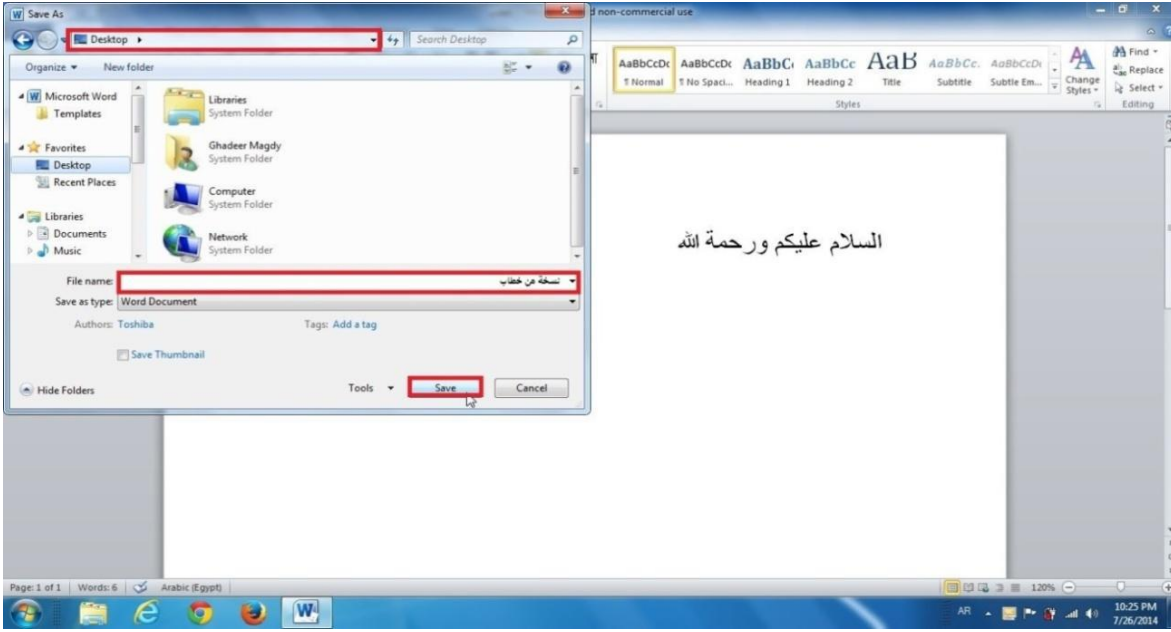 Save As
d non-commercial use
Desktop
Search Desktop
Organize
New folder
Microsoft Word
Templates
Favorites
Desktop
Recent Places
Libraries
Documents
Music
Libraries
System Folder
Ghadeer Magdy
System Folder
Computer
System Folder
Network
System Folder
File name: نسخة من خطاب
Save as type: Word Document
Authors: Toshiba
Tags: Add a tag
Save Thumbnail
Hide Folders
Tools
Save
Cancel
AaBbCcDc AaBbCcDc AaBbC AaBbCc AaB AaBbCc. AaBbCcDc
¶ Normal ¶ No Spaci... Heading 1 Heading 2 Title Subtitle Subtle Em...
Change Styles
Styles
Find
Replace
Select
Editing
السلام عليكم ورحمة الله
Page: 1 of 1 Words: 6 Arabic (Egypt) 120%
AR
10:25 PM
7/26/2014